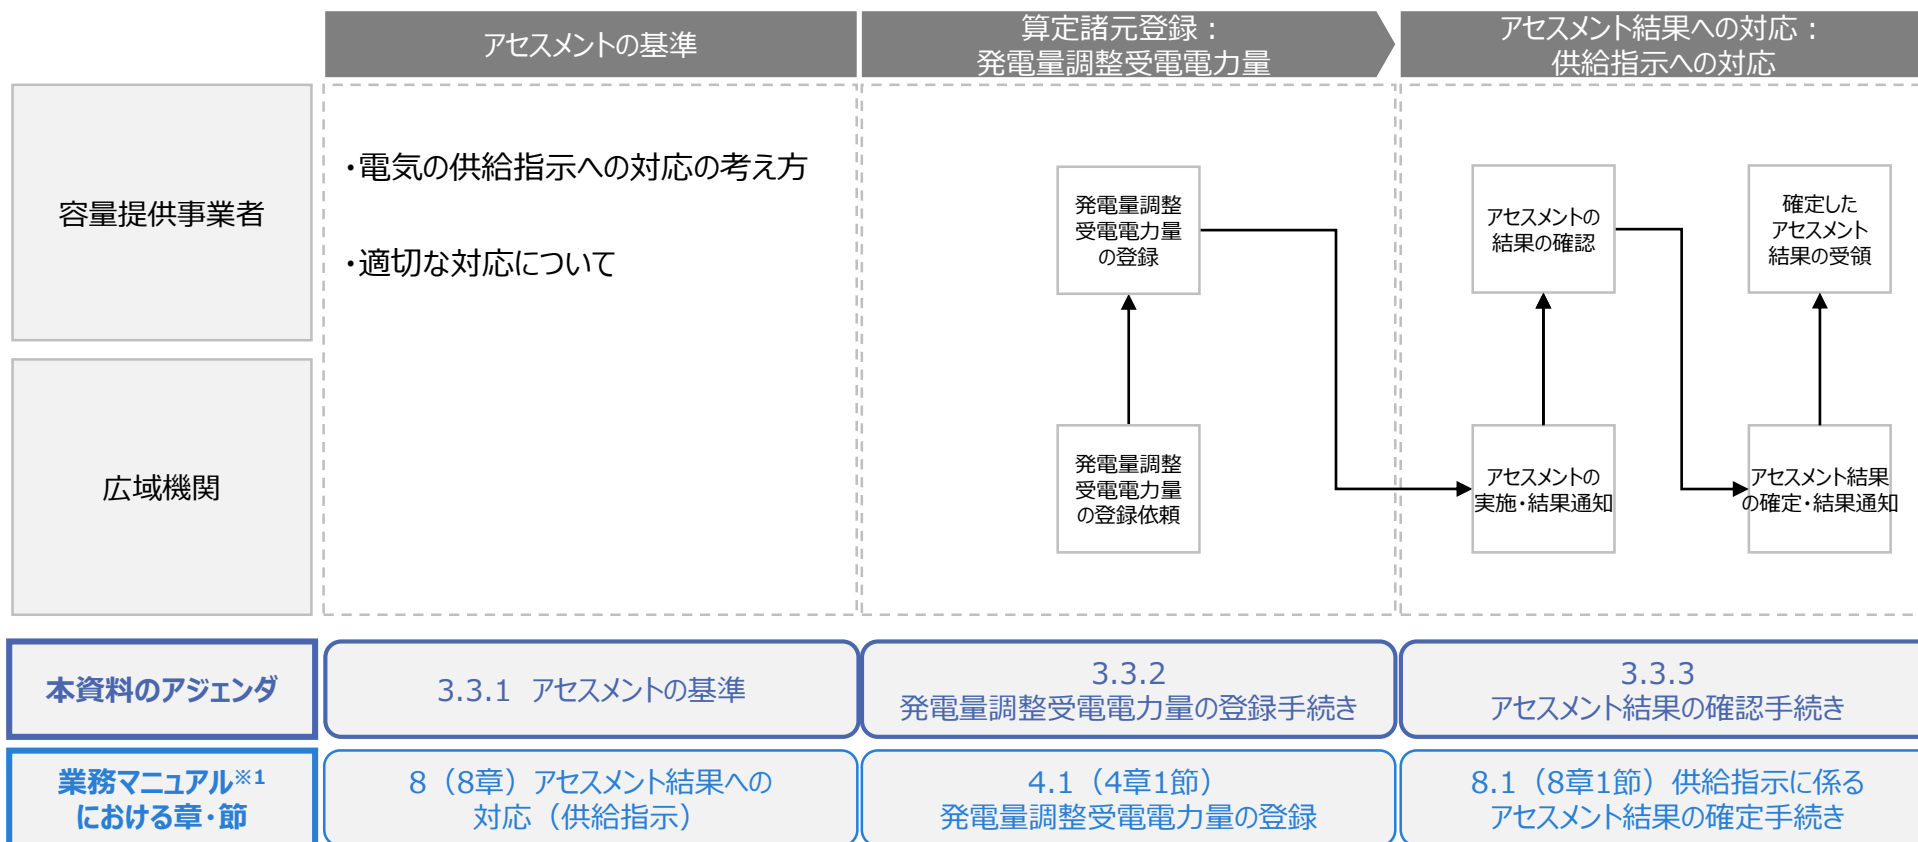 アセスメントの基準
算定諸元登録：
発電量調整受電電力量
アセスメント結果への対応：
供給指示への対応
容量提供事業者
・電気の供給指示への対応の考え方
・適切な対応について
発電量調整
受電電力量
の登録
アセスメントの
結果の確認
確定した
アセスメント
結果の受領
広域機関
発電量調整
受電電力量
の登録依頼
アセスメントの
実施・結果通知
アセスメント結果
の確定・結果通知
本資料のアジェンダ
3.3.1 アセスメントの基準
3.3.2
発電量調整受電電力量の登録手続き
3.3.3
アセスメント結果の確認手続き
業務マニュアル※1
における章・節
8（8章）アセスメント結果への
対応（供給指示）
4.1（4章1節）
発電量調整受電電力量の登録
8.1（8章1節）供給指示に係る
アセスメント結果の確定手続き